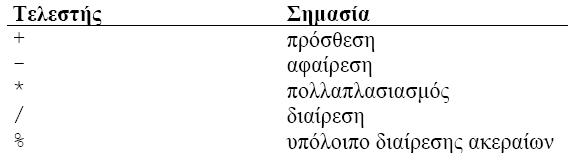 Τελεστής Σημασία
+ πρόσθεση
- αφαίρεση
* πολλαπλασιασμός
/ διαίρεση
% υπόλοιπο διαίρεσης ακεραίων